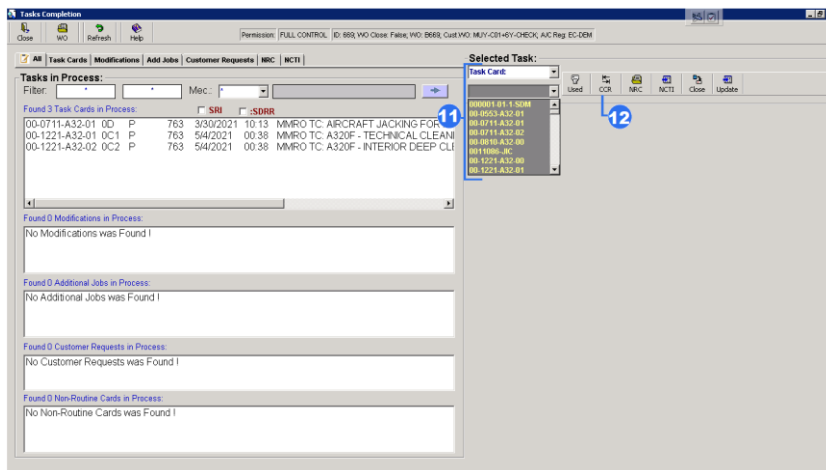 Tasks Completion
Close WO Refresh Help
Permission: FULL CONTROL ID: 669; WO Close: False; WO: B669; Cust.WO: MUY-C01+6Y-CHECK; A/C Reg: EC-DEM
All Task Cards Modifications Add Jobs Customer Requests NRC NCTI
Selected Task:
Task Card:
Used CCR NRC NCTI Close Update
000001-01-1-SDM
00-0553-A32-01
00-0711-A32-01
00-0711-A32-02
00-0810-A32-00
0011086-JIC
00-1221-A32-00
00-1221-A32-01
11
12
Tasks in Process:
Filter: * * Mec.: *
Found 3 Task Cards in Process: SRI :SDRR
00-0711-A32-01 0D P 763 3/30/2021 10:13 MMRO TC: AIRCRAFT JACKING FOR
00-1221-A32-01 0C1 P 763 5/4/2021 00:38 MMRO TC: A320F - TECHNICAL CLEANI
00-1221-A32-02 0C2 P 763 5/4/2021 00:38 MMRO TC: A320F - INTERIOR DEEP CLE
Found 0 Modifications in Process:
No Modifications was Found !
Found 0 Additional Jobs in Process:
No Additional Jobs was Found !
Found 0 Customer Requests in Process:
No Customer Requests was Found !
Found 0 Non-Routine Cards in Process:
No Non-Routine Cards was Found !